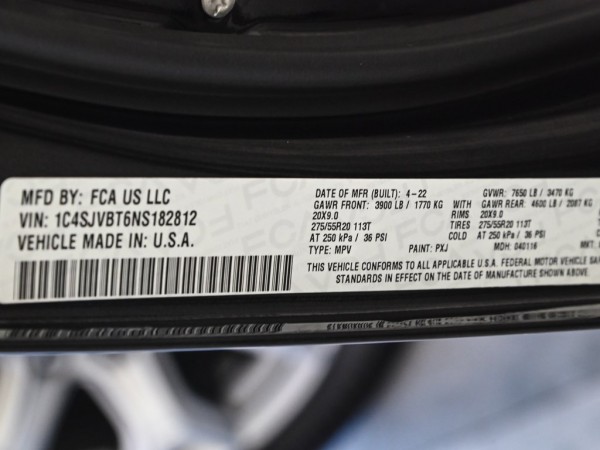 MFD BY: FCA US LLC
VIN: 1C4SJVBT6NS182812
VEHICLE MADE IN: U.S.A.
DATE OF MFR (BUILT): 4-22 GVWR: 7650 LB / 3470 KG
GAWR FRONT: 3900 LB / 1770 KG WITH GAWR REAR: 4600 LB / 2087 KG
20X9.0 RIMS 20X9.0
275/55R20 113T TIRES 275/55R20 113T
AT 250 kPa / 36 PSI COLD AT 250 kPa / 36 PSI
TYPE: MPV PAINT: PXJ MDH: 040116
THIS VEHICLE CONFORMS TO ALL APPLICABLE U.S.A. FEDERAL MOTOR VEHICLE
STANDARDS IN EFFECT ON THE DATE OF MANUFACTURE SHOWN ABOVE.